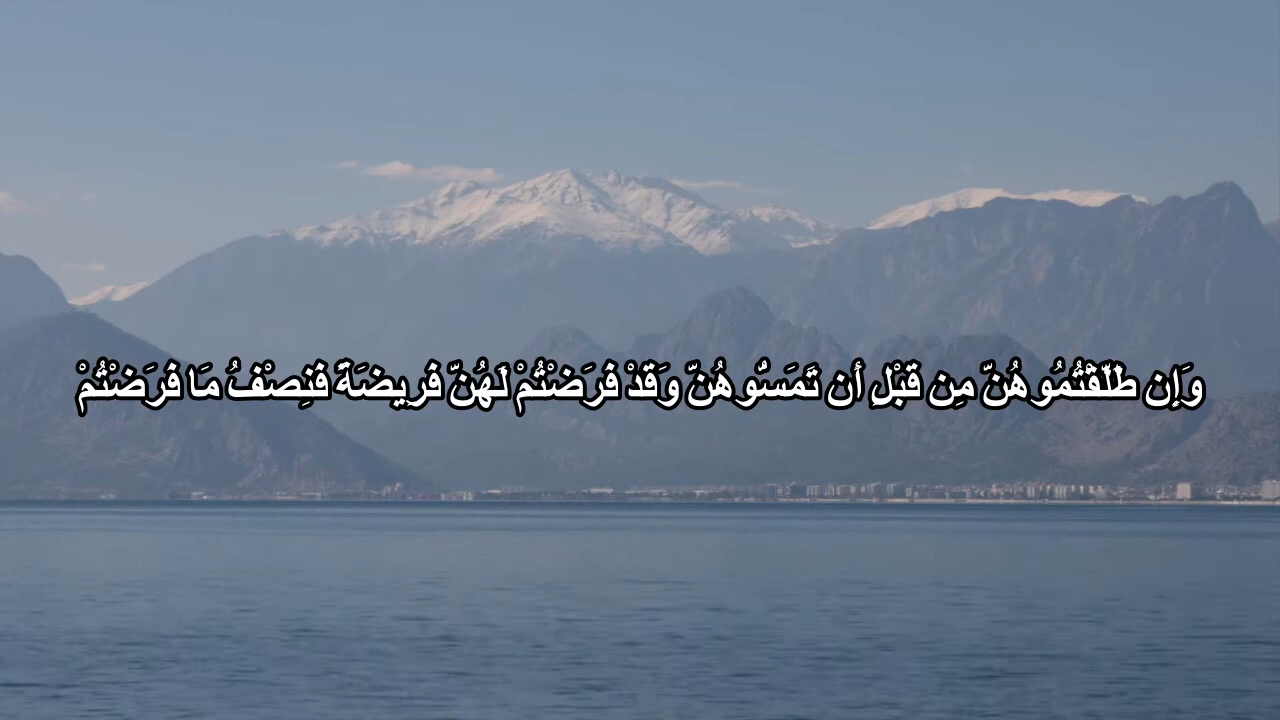 وَإِن طَلَّقْتُمُوهُنَّ مِن قَبْلِ أَن تَمَسُّوهُنَّ وَقَدْ فَرَضْتُمْ لَهُنَّ فَرِيضَةً فَنِصْفُ مَا فَرَضْتُمْ